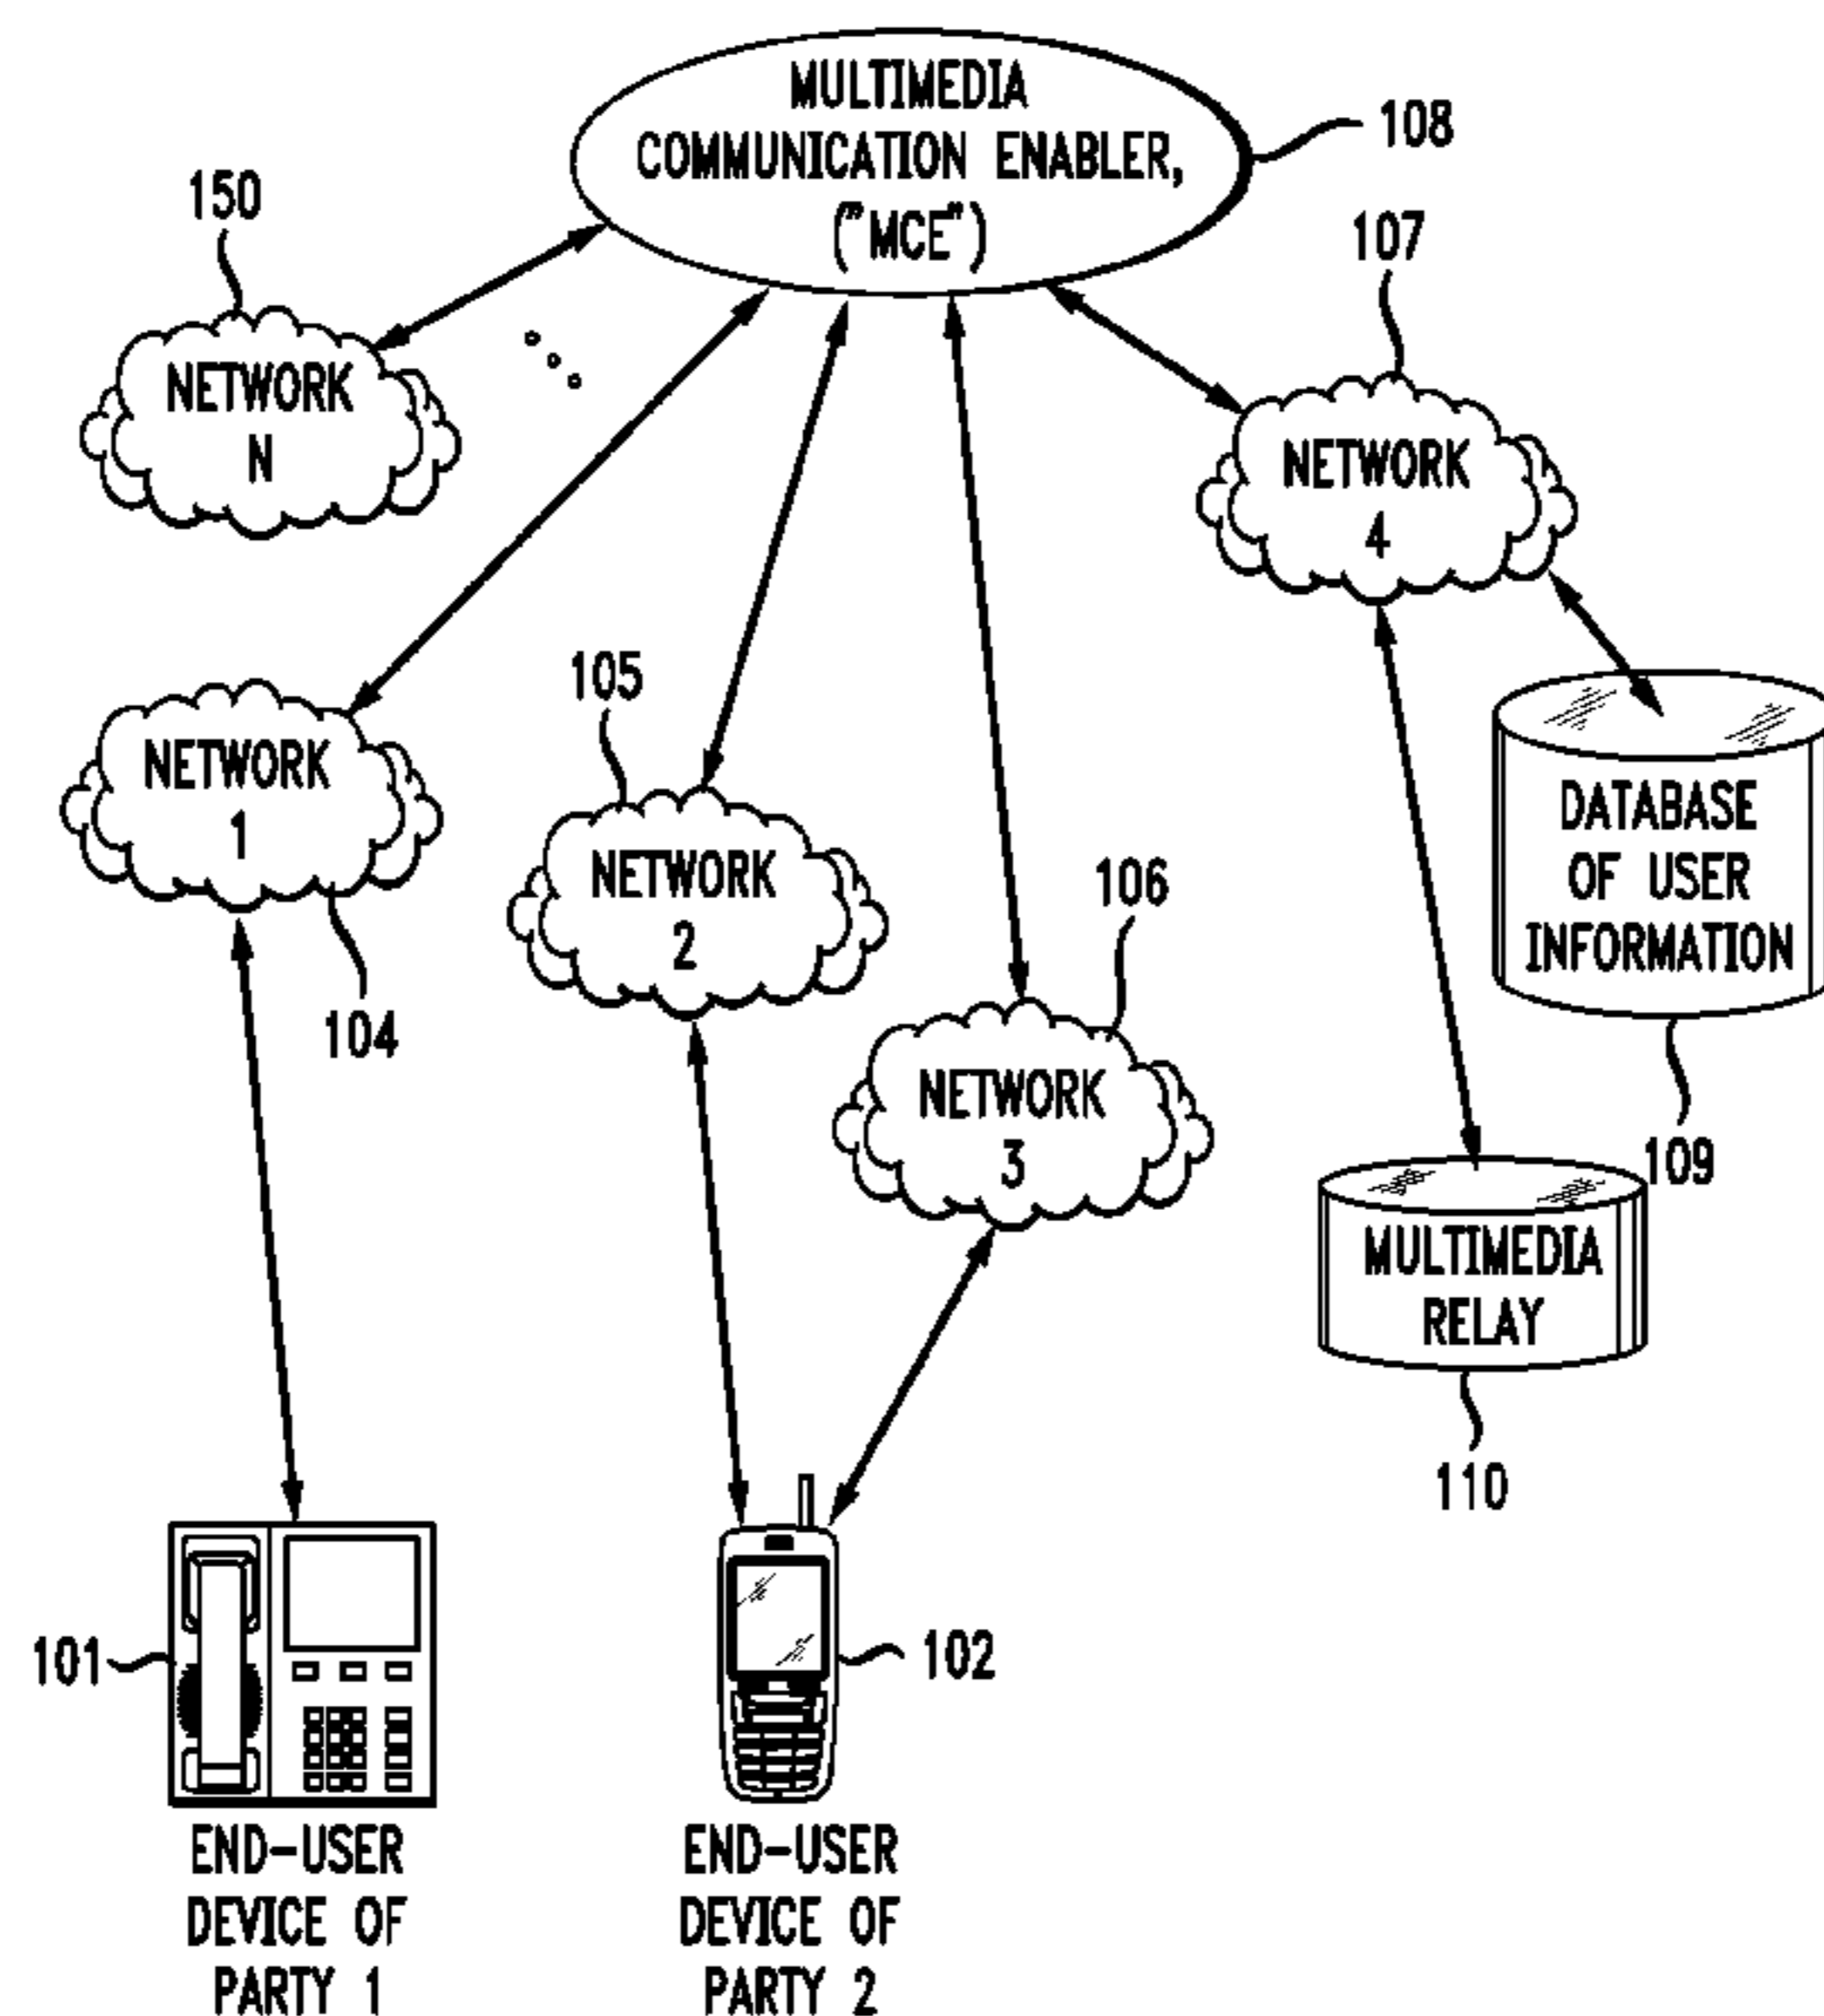 MULTIMEDIA
COMMUNICATION ENABLER,
("MCE")
108
150
107
NETWORK
N
NETWORK
4
105
NETWORK
1
DATABASE
OF USER
INFORMATION
NETWORK
2
106
104
NETWORK
3
109
MULTIMEDIA
RELAY
110
101
102
END-USER
DEVICE OF
PARTY 1
END-USER
DEVICE OF
PARTY 2